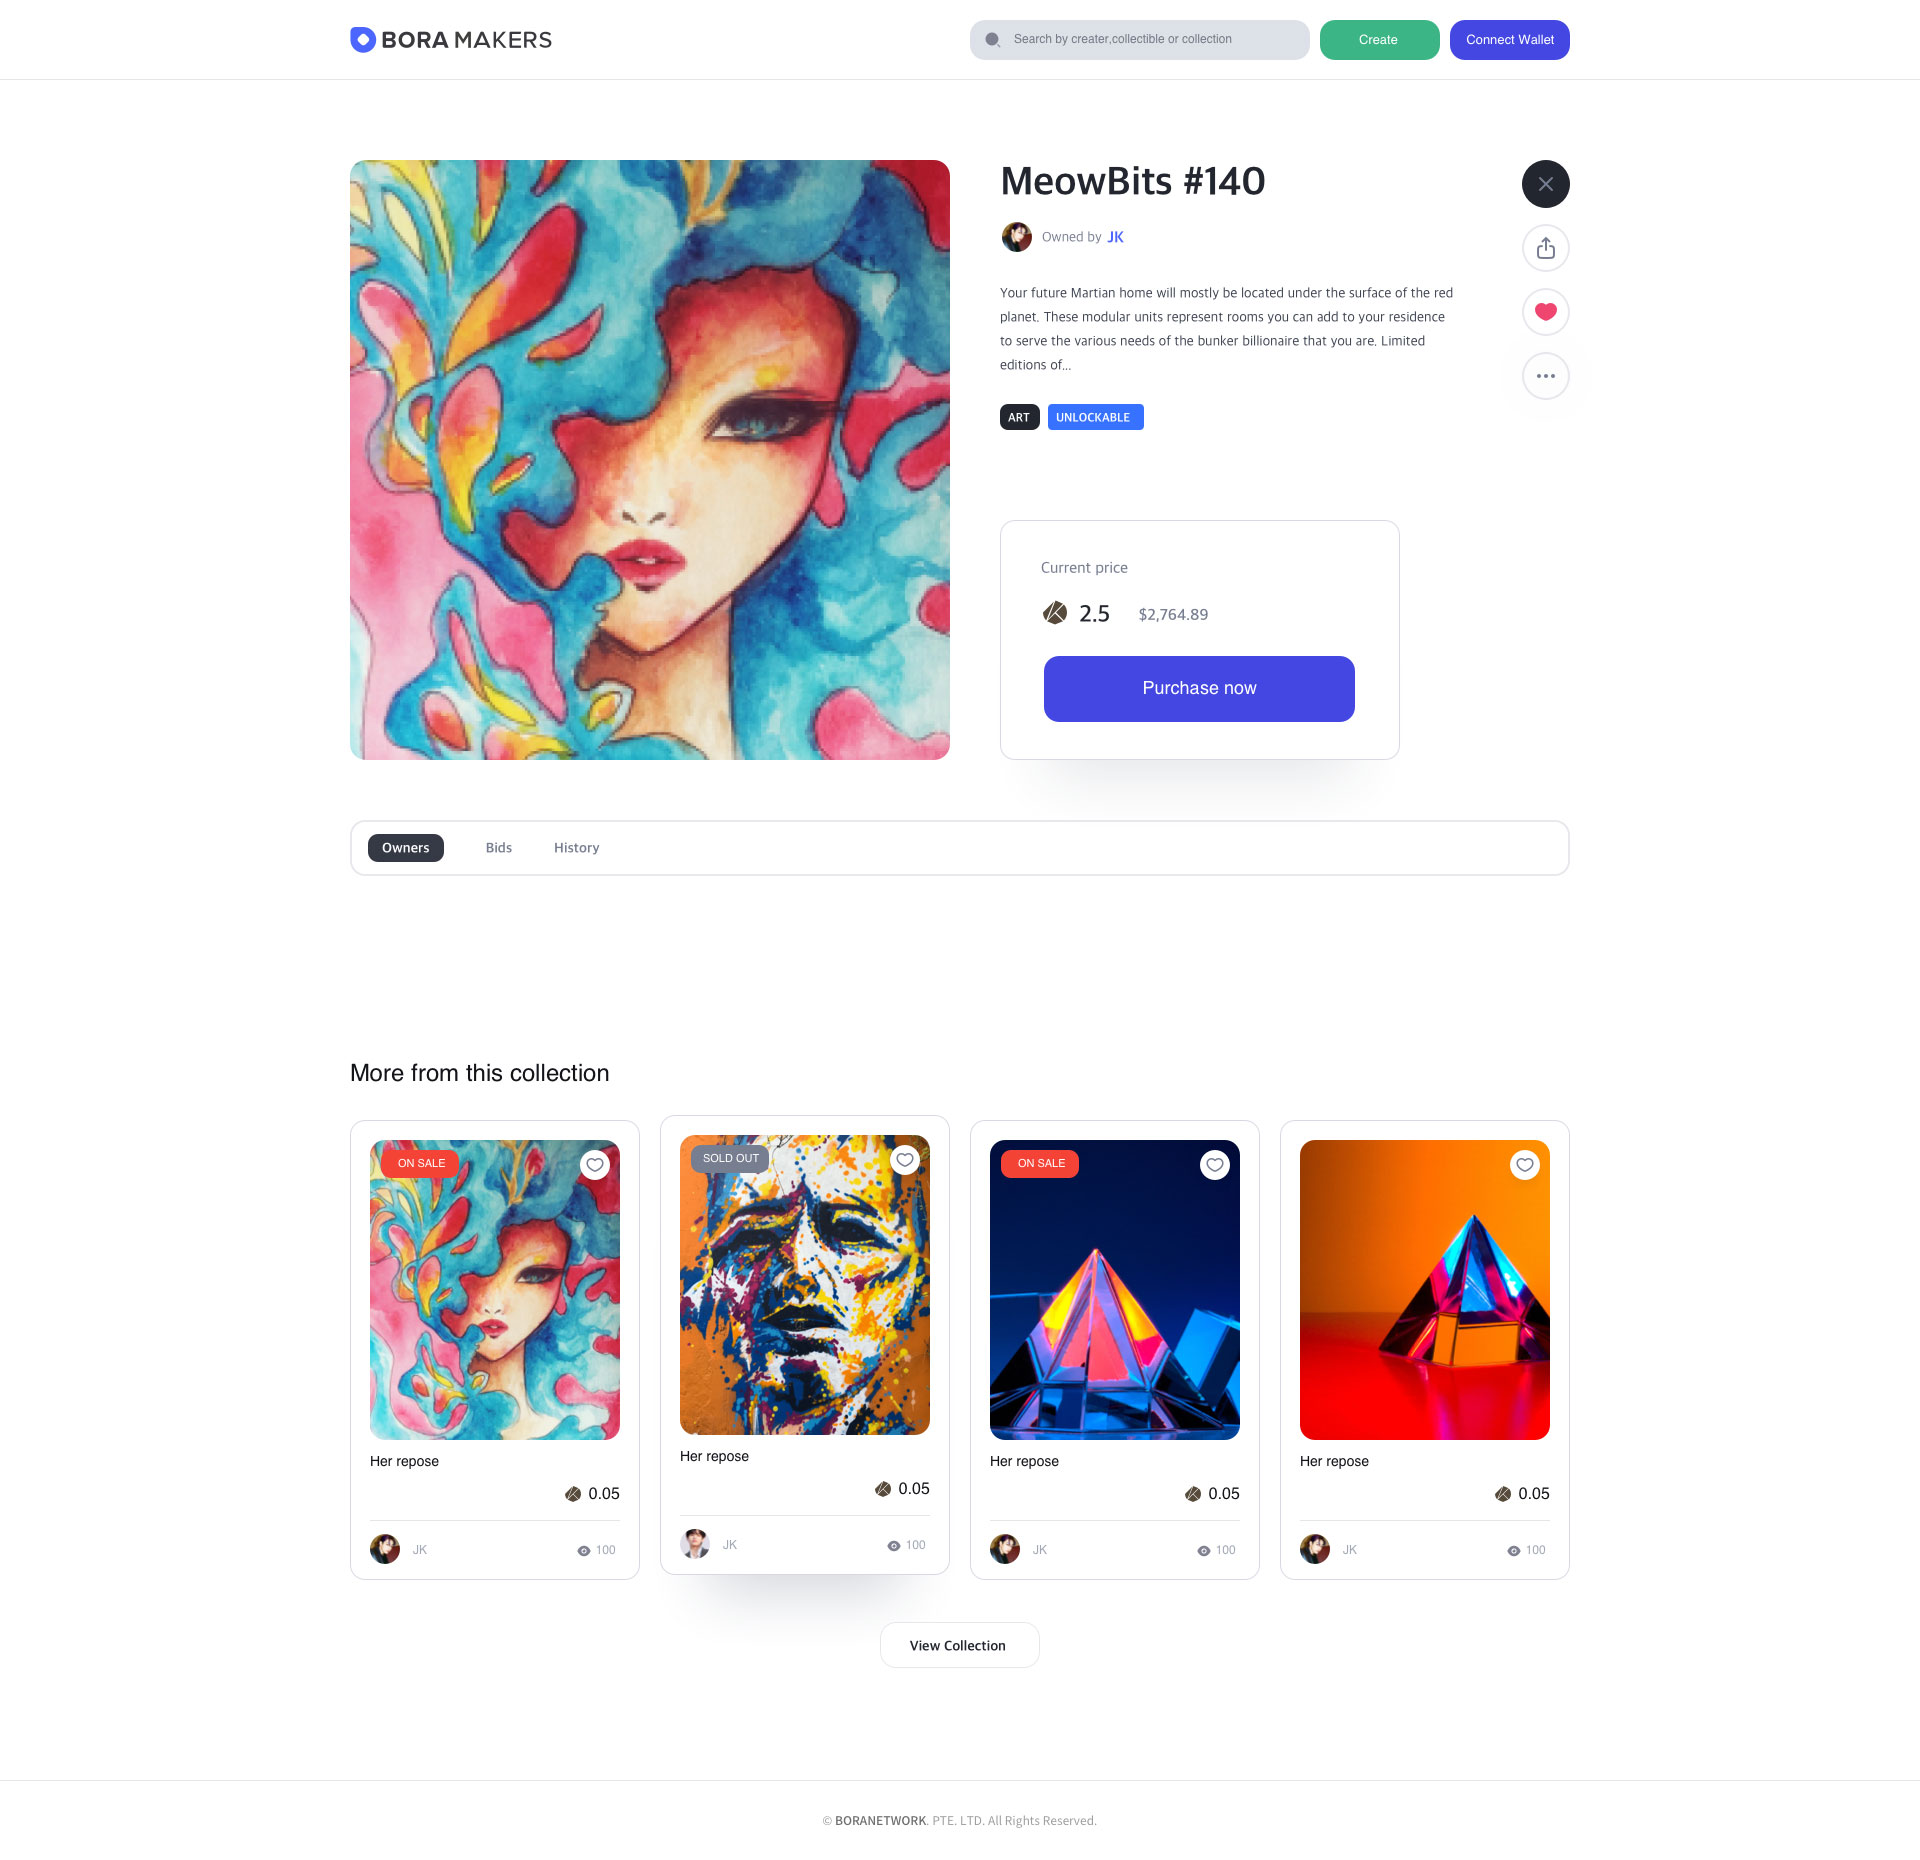 BORA MAKERS
Search by creater,collectible or collection
Create
Connect Wallet
MeowBits #140
Owned by JK
Your future Martian home will mostly be located under the surface of the red
planet. These modular units represent rooms you can add to your residence
to serve the various needs of the bunker billionaire that you are. Limited
editions of...
ART
UNLOCKABLE
Current price
2.5
$2,764.89
Purchase now
Owners
Bids
History
More from this collection
ON SALE
Her repose
0.05
JK
100
SOLD OUT
Her repose
0.05
JK
100
ON SALE
Her repose
0.05
JK
100
Her repose
0.05
JK
100
View Collection
© BORANETWORK. PTE. LTD. All Rights Reserved.